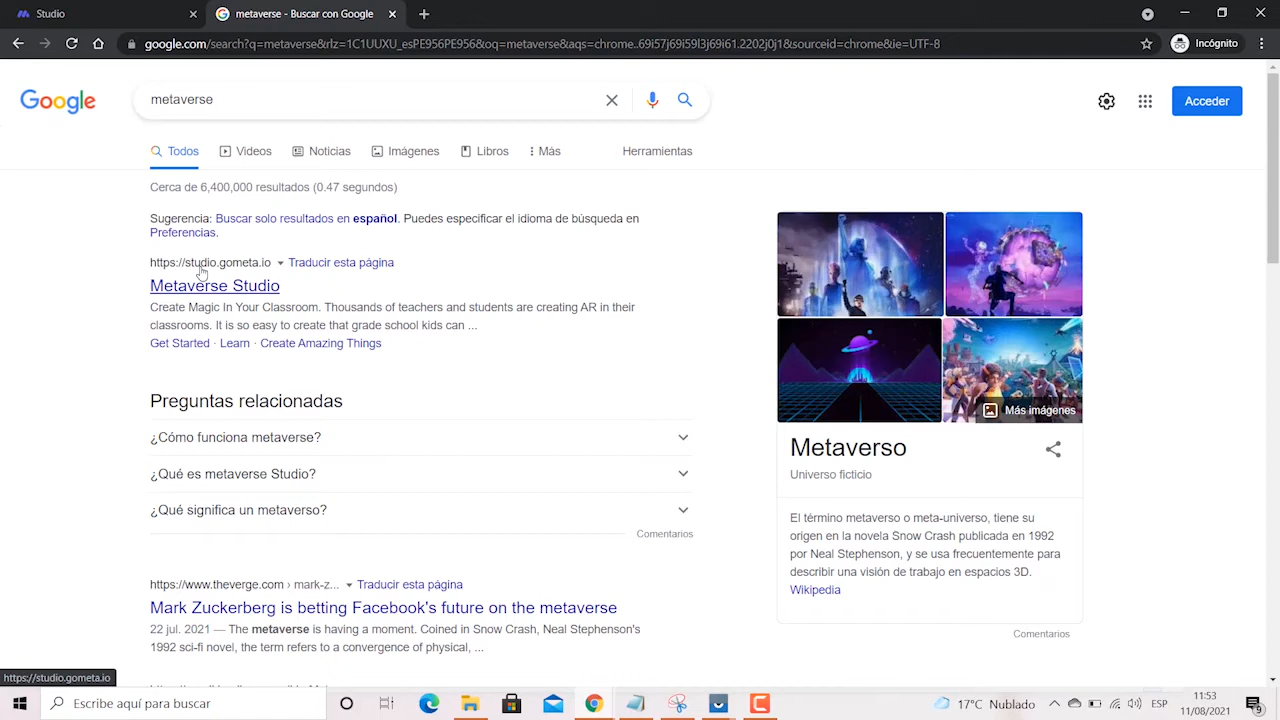 Studio
metaverse - Buscar con Google
google.com/search?q=metaverse&rlz=1C1UUXU_esPE956PE956&oq=metaverse&aqs=chrome..69i57j69i59l3j69i61.2202j0j1&sourceid=chrome&ie=UTF-8
Incógnito
Google
metaverse
Acceder
Todos
Videos
Noticias
Imágenes
Libros
Más
Herramientas
Cerca de 6,400,000 resultados (0.47 segundos)
Sugerencia: Buscar solo resultados en español. Puedes especificar el idioma de búsqueda en
Preferencias.
https://studio.gometa.io Traducir esta página
Metaverse Studio
Create Magic In Your Classroom. Thousands of teachers and students are creating AR in their
classrooms. It is so easy to create that grade school kids can ...
Get Started · Learn · Create Amazing Things
Preguntas relacionadas
¿Cómo funciona metaverse?
¿Qué es metaverse Studio?
¿Qué significa un metaverso?
Comentarios
https://www.theverge.com › mark-z... Traducir esta página
Mark Zuckerberg is betting Facebook's future on the metaverse
22 jul. 2021 — The metaverse is having a moment. Coined in Snow Crash, Neal Stephenson's
1992 sci-fi novel, the term refers to a convergence of physical, ...
Más imágenes
Metaverso
Universo ficticio
El término metaverso o meta-universo, tiene su
origen en la novela Snow Crash publicada en 1992
por Neal Stephenson, y se usa frecuentemente para
describir una visión de trabajo en espacios 3D.
Wikipedia
Comentarios
https://studio.gometa.io
Escribe aquí para buscar
17°C Nublado
ESP
11:53
11/08/2021
9